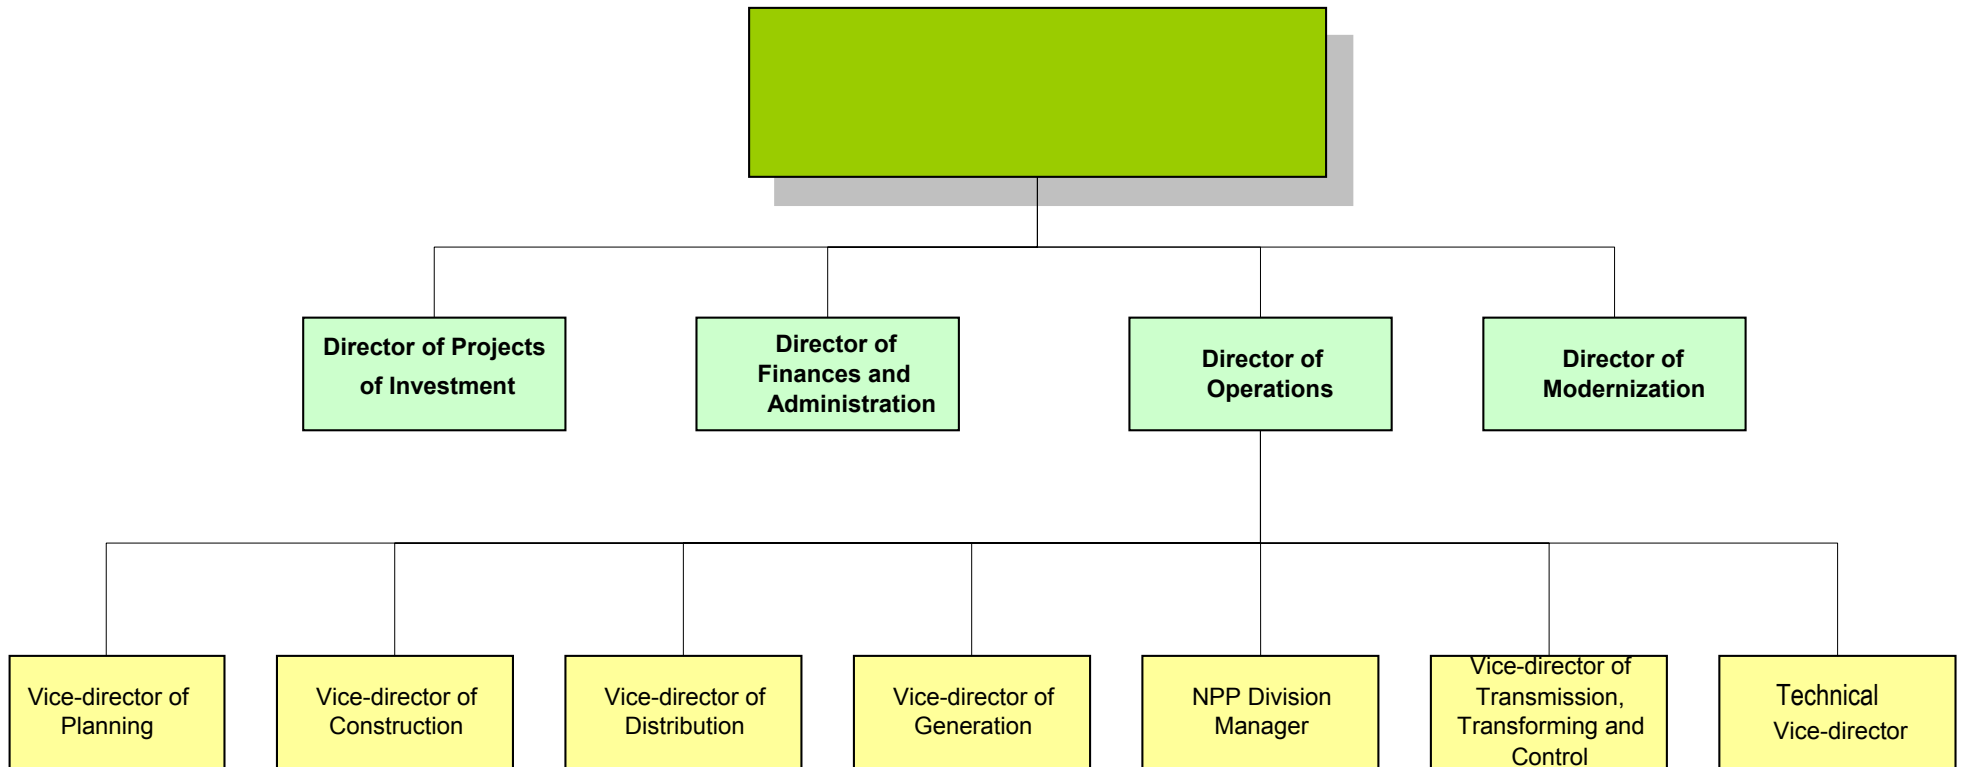 Director of Projects
of Investment
Director of
Finances and
Administration
Director of
Operations
Director of
Modernization
Vice-director of
Planning
Vice-director of
Construction
Vice-director of
Distribution
Vice-director of
Generation
NPP Division
Manager
Vice-director of
Transmission,
Transforming and
Control
Technical
Vice-director